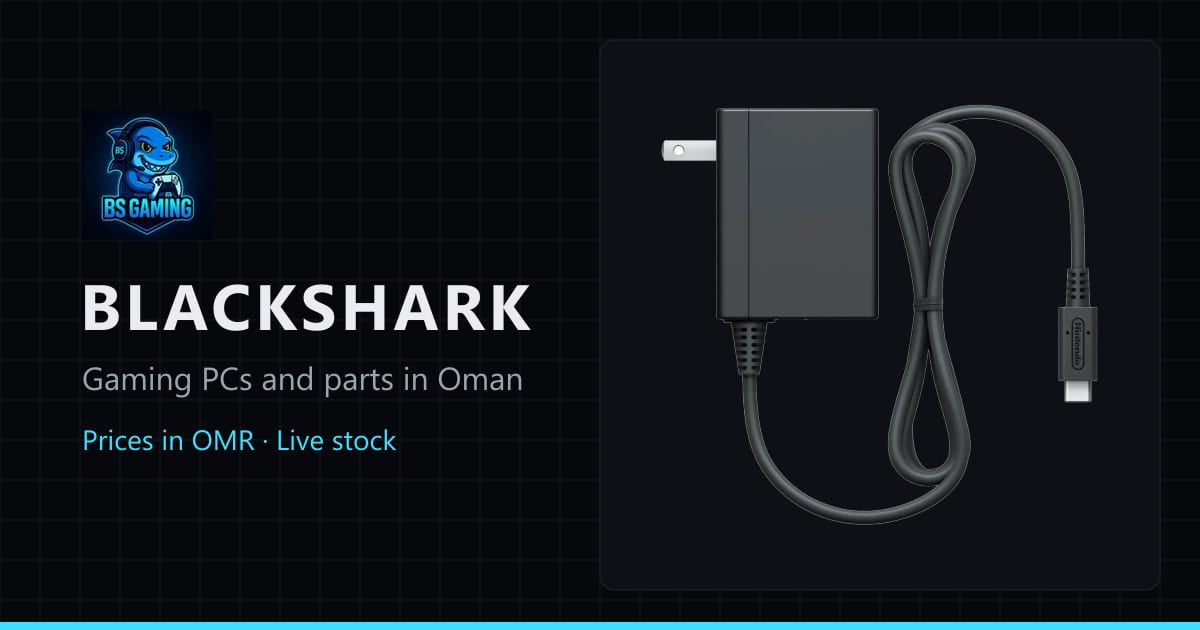 BS
BS GAMING
BLACKSHARK
Gaming PCs and parts in Oman
Prices in OMR · Live stock
Nintendo